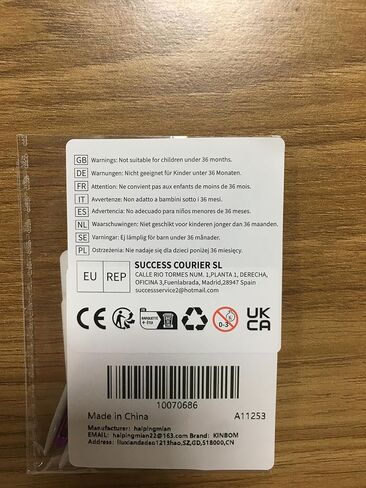 GB Warnings: Not suitable for children under 36 months.
DE Warnungen: Nicht geeignet für Kinder unter 36 Monaten.
FR Attention: Ne convient pas aux enfants de moins de 36 mois.
IT Avvertenze: Non adatto a bambini sotto i 36 mesi.
ES Advertencia: No adecuado para niños menores de 36 meses.
NL Waarschuwingen: Niet geschikt voor kinderen jonger dan 36 maanden.
SE Varningar: Ej lämplig för barn under 36 månader.
PL Ostrzeżenia: Nie nadaje się dla dzieci poniżej 36 miesięcy.
EU REP
SUCCESS COURIER SL
CALLE RIO TORMES NUM. 1,PLANTA 1, DERECHA,
OFICINA 3,Fuenlabrada, Madrid,28947 Spain
successservice2@hotmail.com
CE
BARQUETTE
+ ÉTUI
0-3
UK
CA
10070686
Made in China A11253
Manufacturer: haipingmian
EMAIL: haipingmian22@163.com Brand: KINBOM
Address: liuxiandadao1213hao,SZ,GD,518000,CN